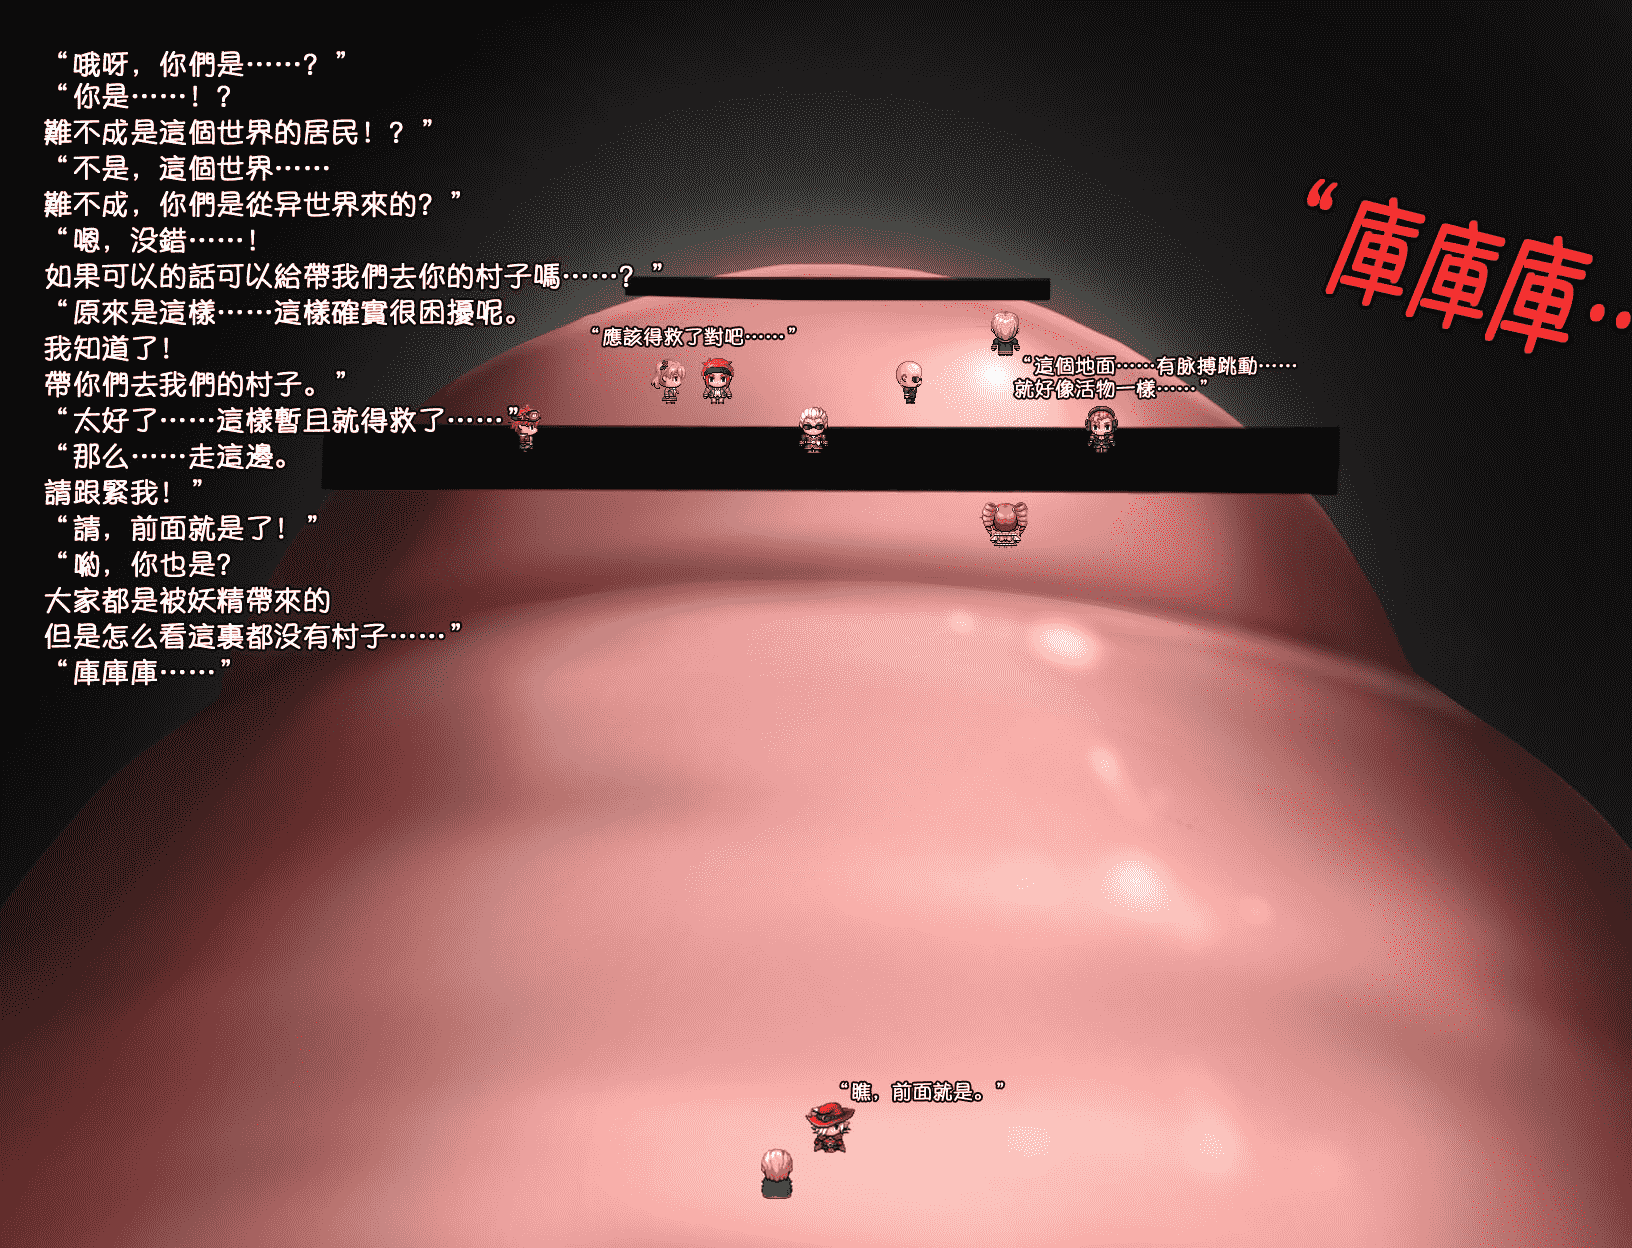 “哦呀，你們是……？”
“你是……！？
難不成是這個世界的居民！？”
“不是，這個世界……
難不成，你們是從异世界來的？”
“嗯，没錯……！
如果可以的話可以給帶我們去你的村子嗎……？”
“原來是這樣……這樣確實很困擾呢。
我知道了！
帶你們去我們的村子。”
“太好了……這樣暫且就得救了……”
“那么……走這邊。
請跟緊我！”
“請，前面就是了！”
“喲，你也是？
大家都是被妖精帶來的
但是怎么看這裏都没有村子……”
“庫庫庫……”
“庫庫庫…
“應該得救了對吧……”
“這個地面……有脉搏跳動……
就好像活物一樣……”
“瞧，前面就是。”